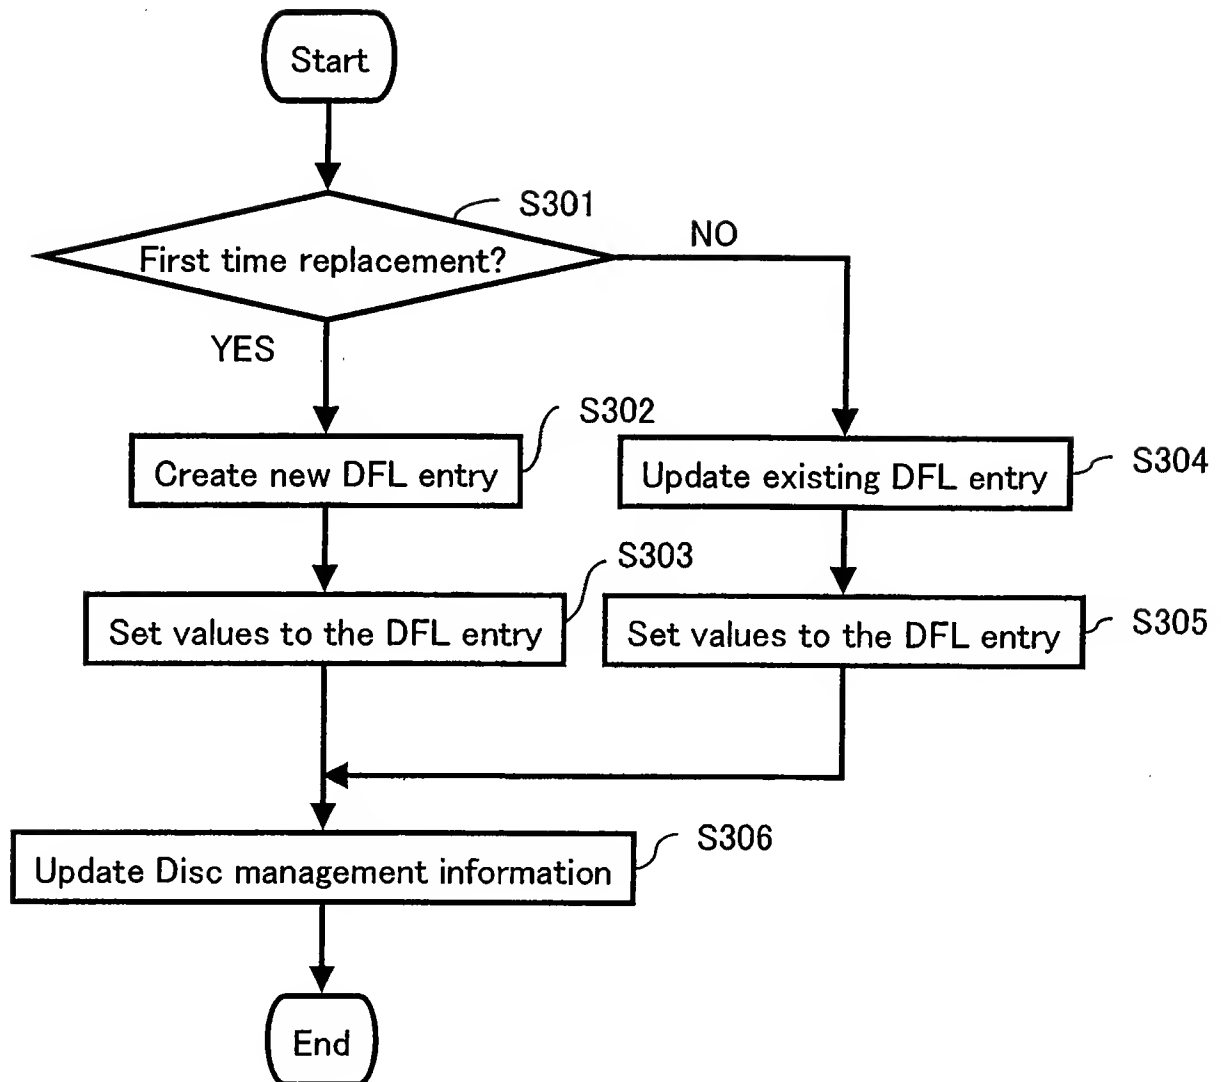 Start
S301
First time replacement?
NO
YES
S302
Create new DFL entry
Update existing DFL entry
S304
S303
Set values to the DFL entry
Set values to the DFL entry
S305
S306
Update Disc management information
End